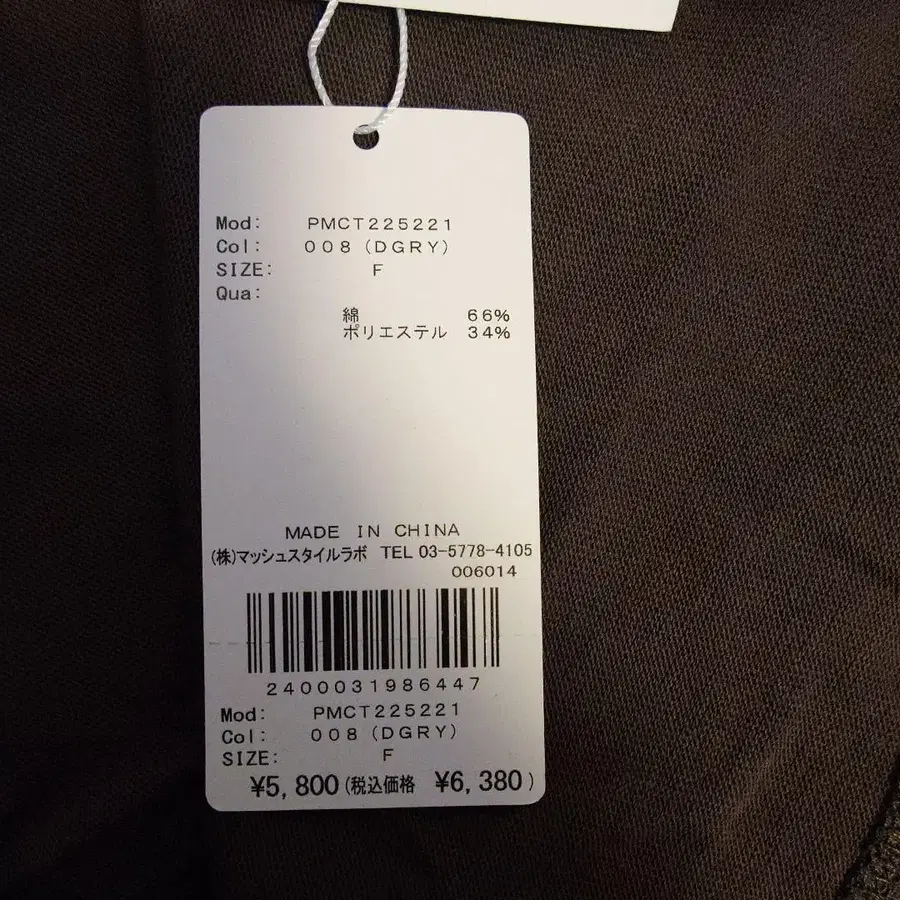 Mod: PMCT225221
Col: 008 (DGRY)
SIZE: F
Qua:
綿 66%
ポリエステル 34%
MADE IN CHINA
(株)マッシュスタイルラボ TEL 03-5778-4105
006014
2400031986447
Mod: PMCT225221
Col: 008 (DGRY)
SIZE: F
¥5,800 (税込価格 ¥6,380)